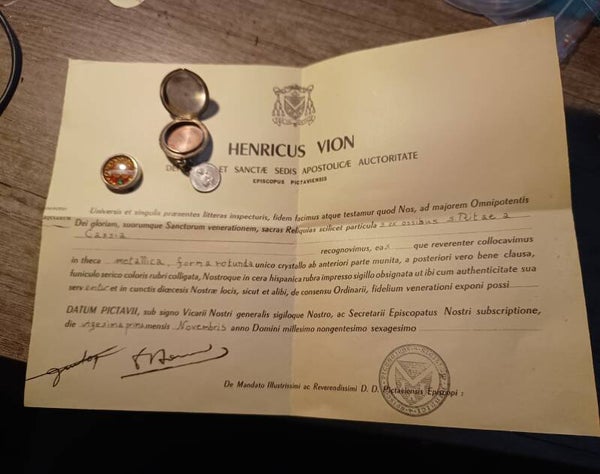 HENRICUS VION
ET SANCTÆ SEDIS APOSTOLICÆ AUCTORITATE
EPISCOPUS PICTAVIENSIS
Universis et singulis præsentes litteras inspecturis, fidem facimus atque testamur quod Nos, ad majorem Omnipotentis
Dei gloriam, suorumque Sanctorum venerationem, sacras Reliquias scilicet particulas ex ossibus s Ritae a
Cassia
recognovimus, eas que reverenter collocavimus
in theca metallica, forma rotunda unico crystallo ab anteriori parte munita, a posteriori vero bene clausa,
funiculo serico coloris rubri colligata, Nostroque in cera hispanica rubra impresso sigillo obsignata ut ibi cum authenticitate sua
serventur et in cunctis diœcesis Nostræ locis, sicut et alibi, de consensu Ordinarii, fidelium venerationi exponi possi
DATUM PICTAVII, sub signo Vicarii Nostri generalis sigiloque Nostro, ac Secretarii Episcopatus Nostri subscriptione,
die mensis Novembris anno Domini millesimo nongentesimo sexagesimo
De Mandato Illustrissimi ac Reverendissimi D. D. Pictaviensis Episcopi :